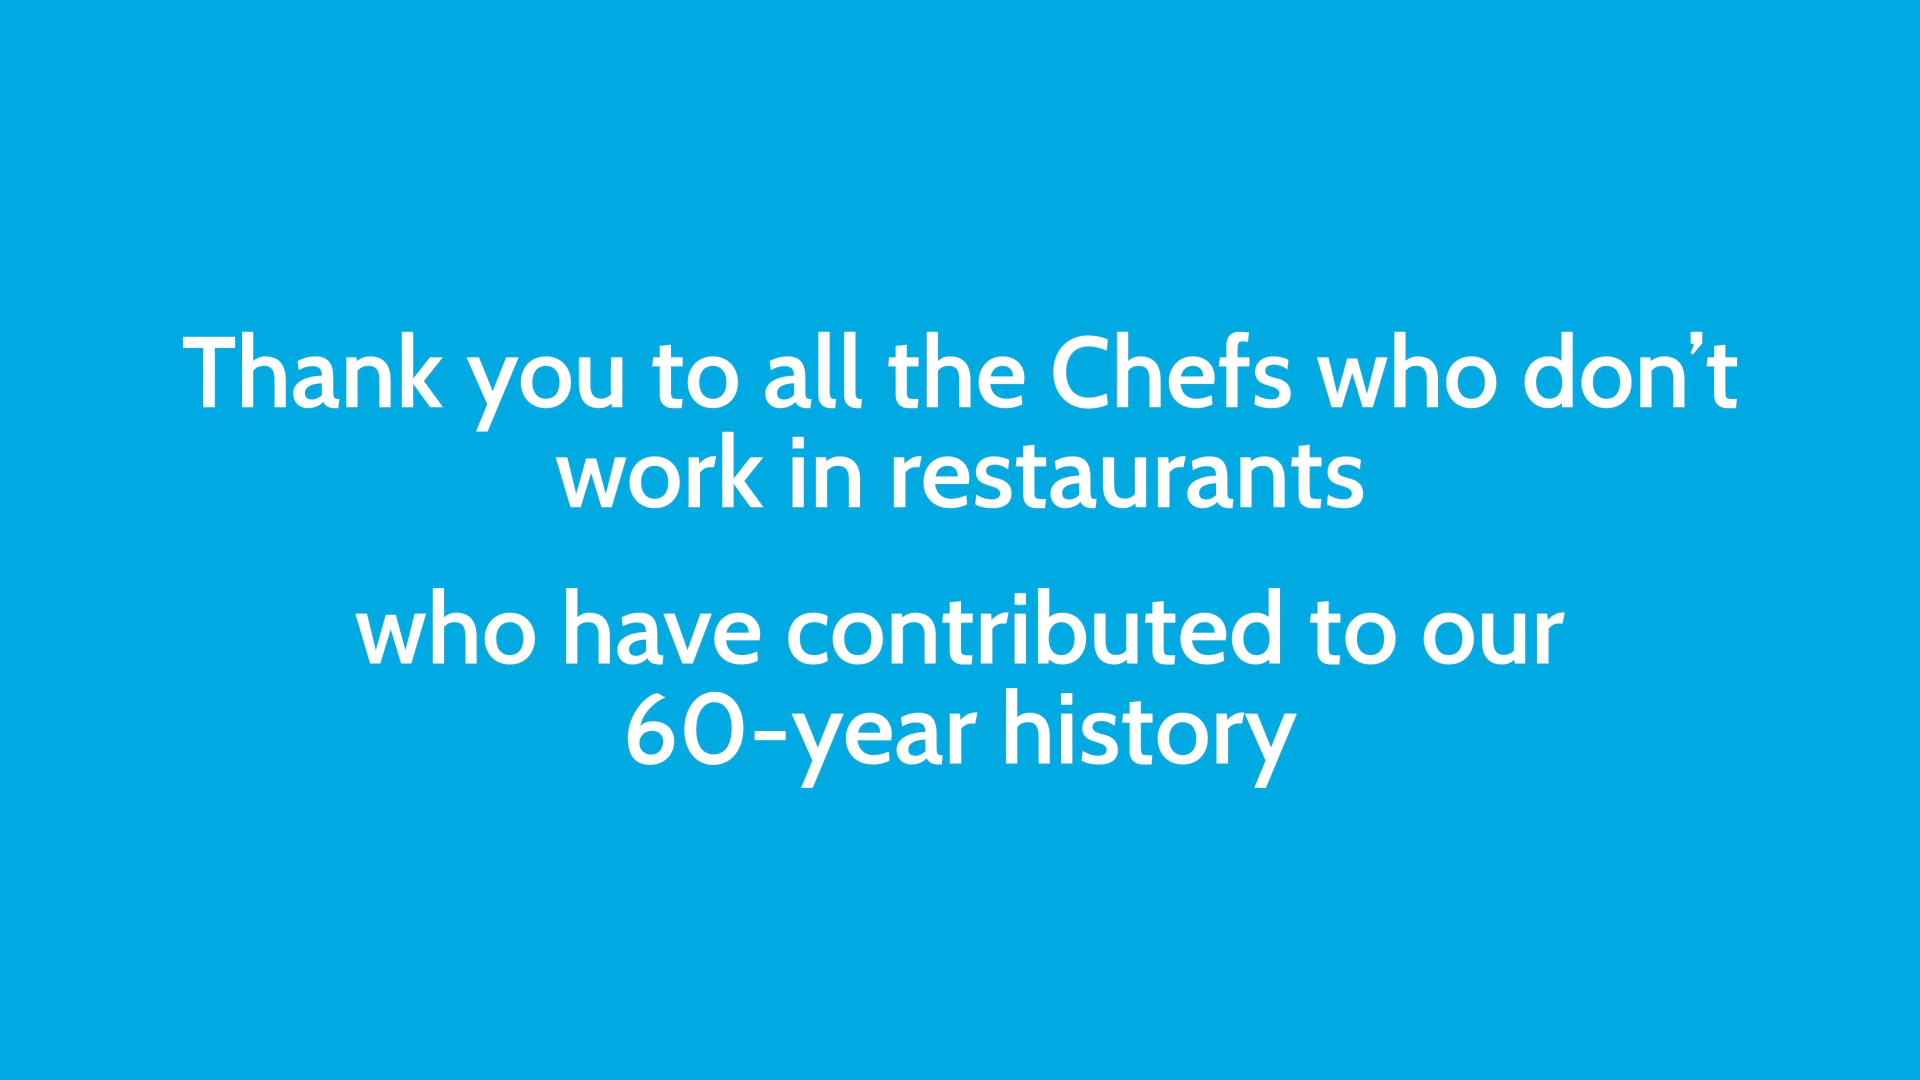 Thank you to all the Chefs who don’t
work in restaurants
who have contributed to our
60-year history